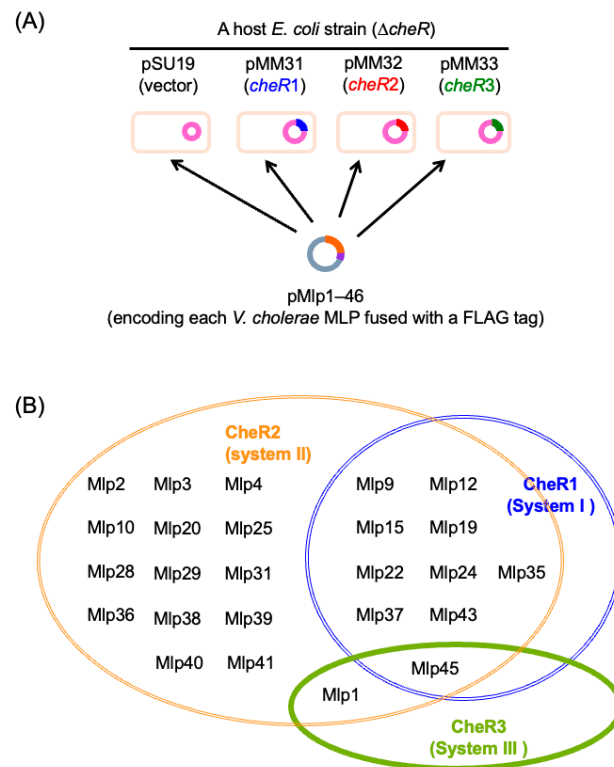 (A)
A host E. coli strain (ΔcheR)
pSU19 pMM31 pMM32 pMM33
(vector) (cheR1) (cheR2) (cheR3)
pMlp1–46
(encoding each V. cholerae MLP fused with a FLAG tag)
(B)
CheR2
(system II)
CheR1
(System I)
Mlp2 Mlp3 Mlp4 Mlp9 Mlp12
Mlp10 Mlp20 Mlp25 Mlp15 Mlp19
Mlp28 Mlp29 Mlp31 Mlp22 Mlp24 Mlp35
Mlp36 Mlp38 Mlp39 Mlp37 Mlp43
Mlp40 Mlp41 Mlp45
Mlp1
CheR3
(System III )